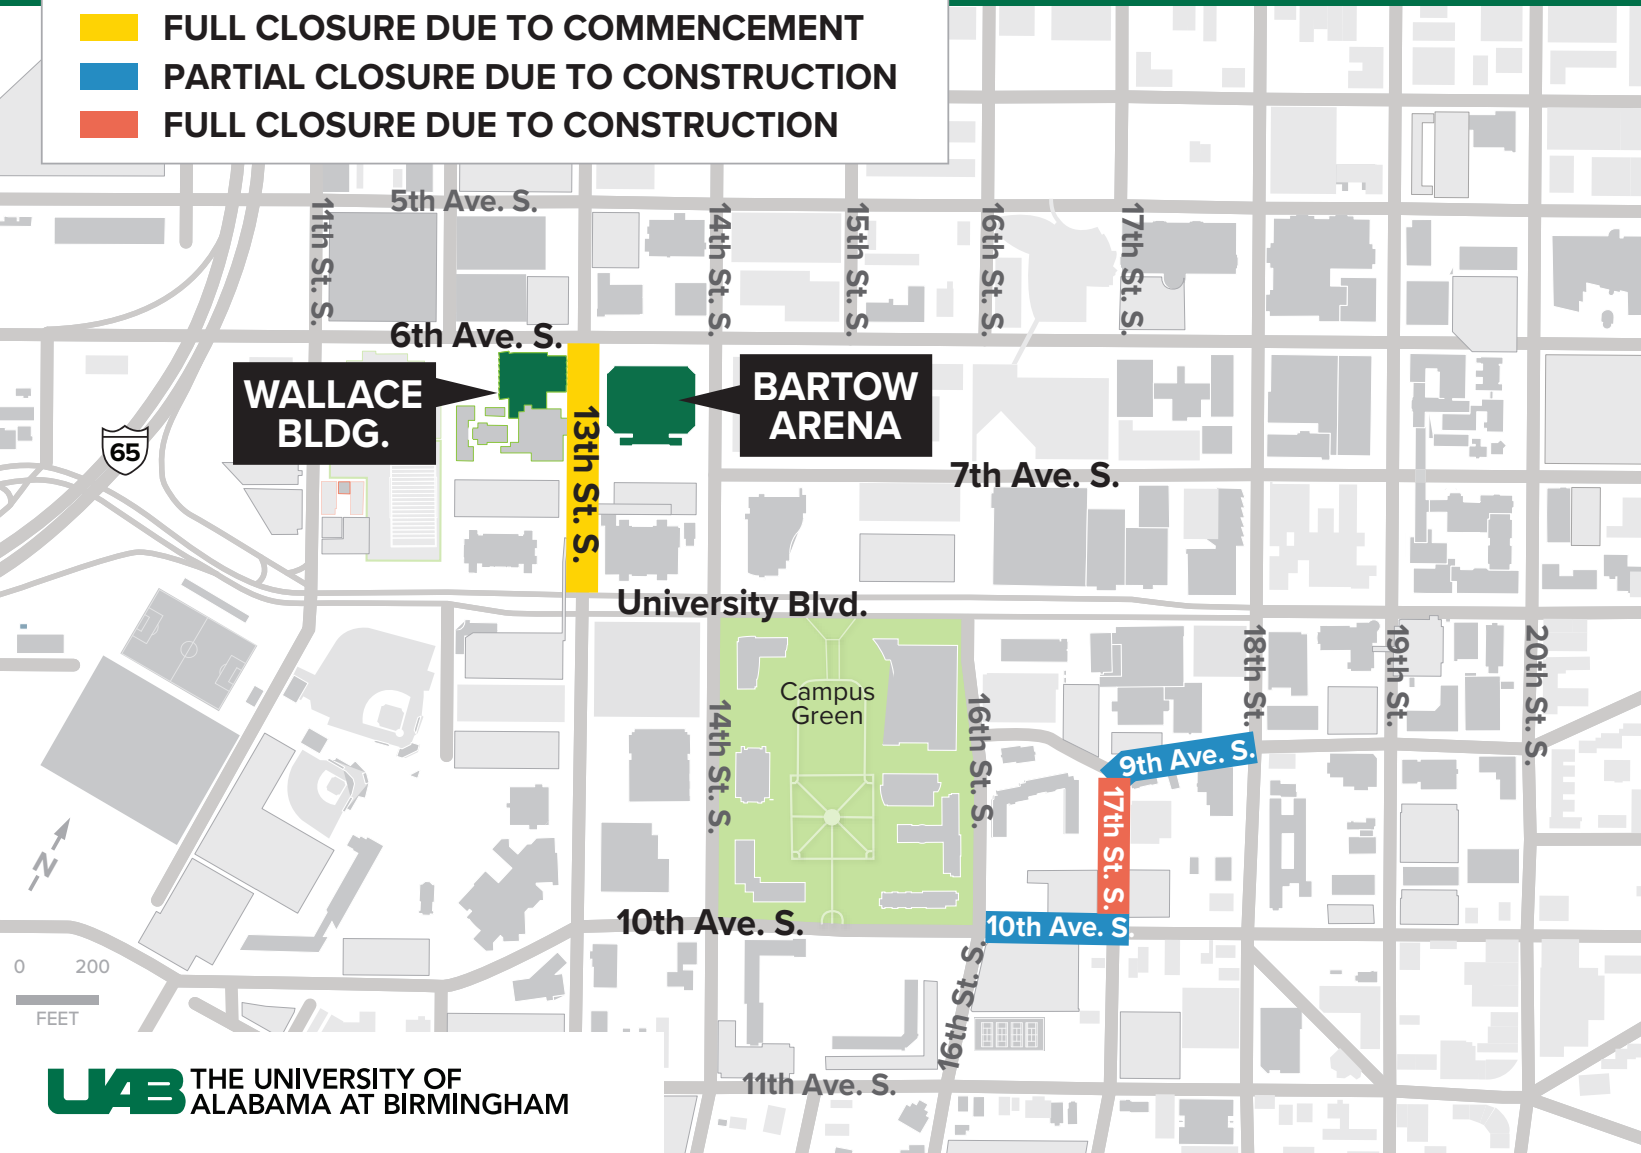 FULL CLOSURE DUE TO COMMENCEMENT
PARTIAL CLOSURE DUE TO CONSTRUCTION
FULL CLOSURE DUE TO CONSTRUCTION
5th Ave. S.
11th St. S.
14th St. S.
15th St. S.
16th St. S.
17th St. S.
6th Ave. S.
WALLACE
BLDG.
BARTOW
ARENA
65
13th St. S.
7th Ave. S.
University Blvd.
Campus
Green
14th St. S.
16th St. S.
18th St. S.
19th St. S.
20th St. S.
9th Ave. S.
17th St. S.
10th Ave. S.
10th Ave. S.
16th St. S.
11th Ave. S.
N
0 200
FEET
UAB
THE UNIVERSITY OF
ALABAMA AT BIRMINGHAM